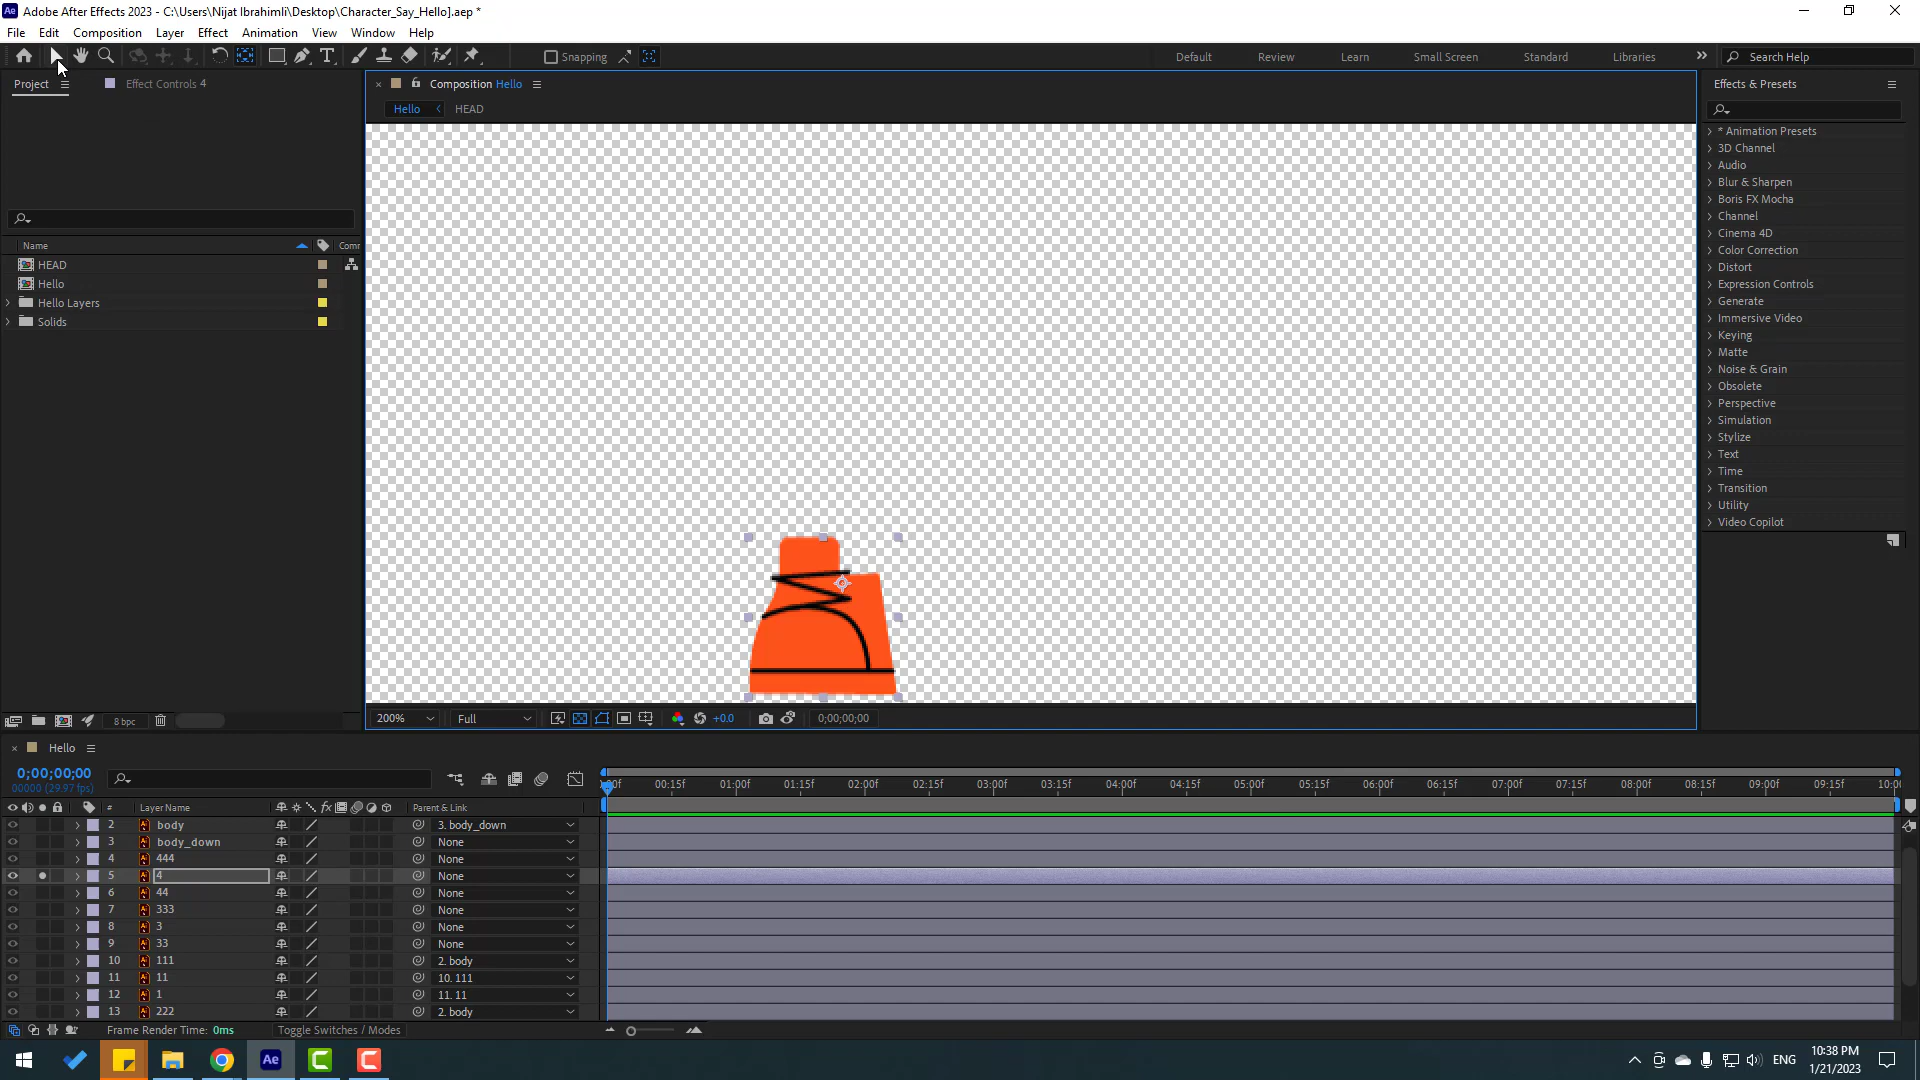 Adobe After Effects 2023 - C:\Users\Nijat Ibrahimli\Desktop\Character_Say_Hello].aep *
File Edit Composition Layer Effect Animation View Window Help
Snapping
Default Review Learn Small Screen Standard Libraries
Search Help
Project
Effect Controls 4
Composition Hello
Hello HEAD
Effects & Presets
Name Comm
HEAD
Hello
Hello Layers
Solids
* Animation Presets
3D Channel
Audio
Blur & Sharpen
Boris FX Mocha
Channel
Cinema 4D
Color Correction
Distort
Expression Controls
Generate
Immersive Video
Keying
Matte
Noise & Grain
Obsolete
Perspective
Simulation
Stylize
Text
Time
Transition
Utility
Video Copilot
8 bpc
200% Full +0.0 0;00;00;00
Hello
0;00;00;00
00000 (29.97 fps)
00f 00:15f 01:00f 01:15f 02:00f 02:15f 03:00f 03:15f 04:00f 04:15f 05:00f 05:15f 06:00f 06:15f 07:00f 07:15f 08:00f 08:15f 09:00f 09:15f 10:00
# Layer Name Parent & Link
2 body 3. body_down
3 body_down None
4 444 None
5 4 None
6 44 None
7 333 None
8 3 None
9 33 None
10 111 2. body
11 11 10. 111
12 1 11. 11
13 222 2. body
Frame Render Time: 0ms Toggle Switches / Modes
ENG
10:38 PM
1/21/2023